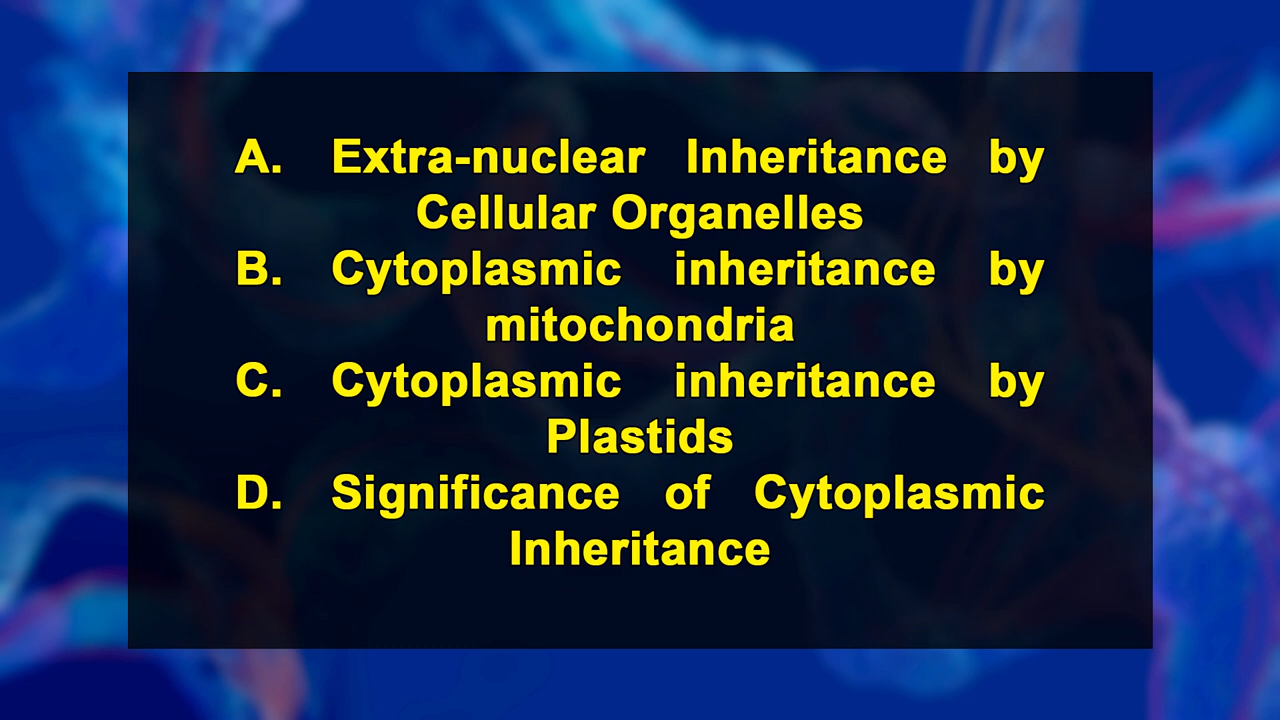 A. Extra-nuclear Inheritance by
Cellular Organelles
B. Cytoplasmic inheritance by
mitochondria
C. Cytoplasmic inheritance by
Plastids
D. Significance of Cytoplasmic
Inheritance